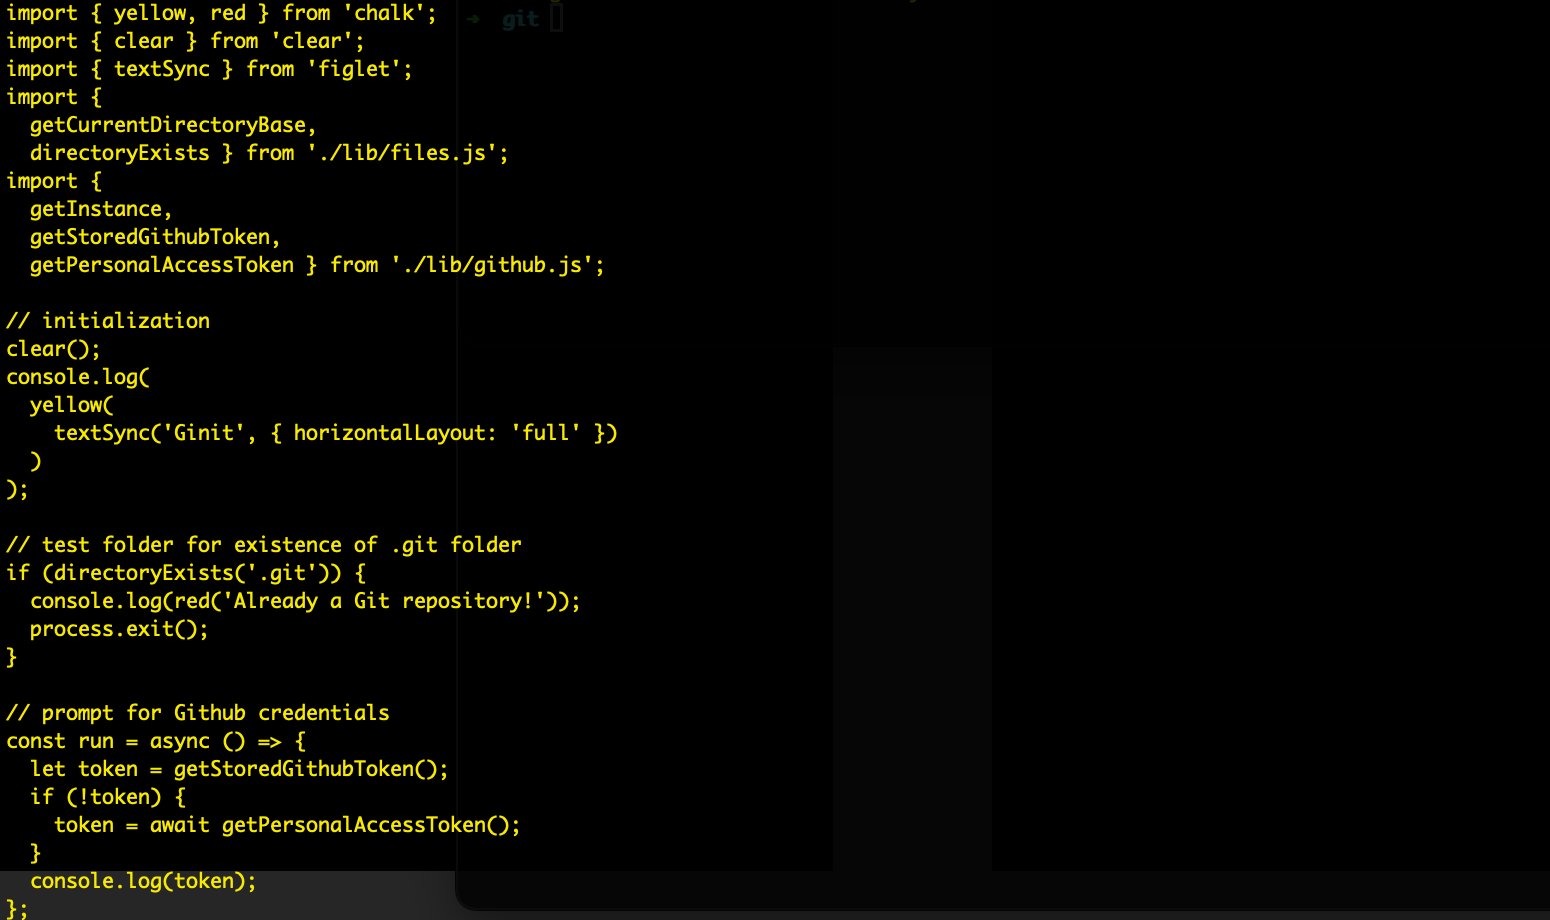 import { yellow, red } from 'chalk';
➜ git
import { clear } from 'clear';
import { textSync } from 'figlet';
import {
  getCurrentDirectoryBase,
  directoryExists } from './lib/files.js';
import {
  getInstance,
  getStoredGithubToken,
  getPersonalAccessToken } from './lib/github.js';

// initialization
clear();
console.log(
  yellow(
    textSync('Ginit', { horizontalLayout: 'full' })
  )
);

// test folder for existence of .git folder
if (directoryExists('.git')) {
  console.log(red('Already a Git repository!'));
  process.exit();
}

// prompt for Github credentials
const run = async () => {
  let token = getStoredGithubToken();
  if (!token) {
    token = await getPersonalAccessToken();
  }
  console.log(token);
};